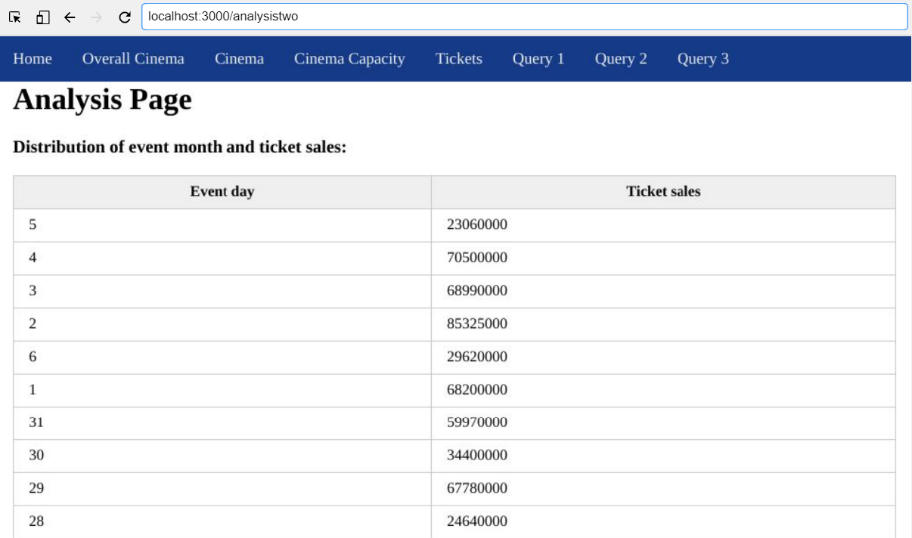 localhost:3000/analysistwo
Home Overall Cinema Cinema Cinema Capacity Tickets Query 1 Query 2 Query 3
Analysis Page
Distribution of event month and ticket sales:
Event day Ticket sales
5 23060000
4 70500000
3 68990000
2 85325000
6 29620000
1 68200000
31 59970000
30 34400000
29 67780000
28 24640000